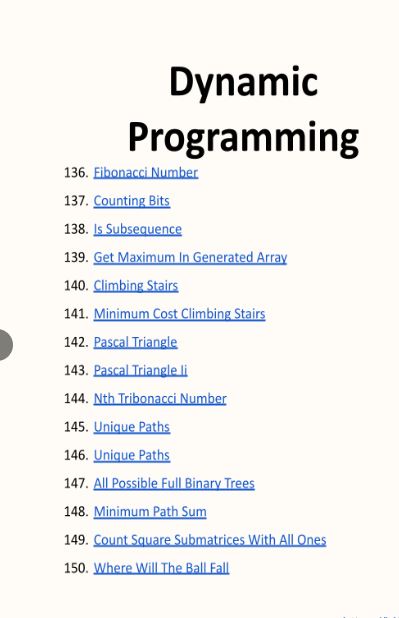 Dynamic
Programming
136. Fibonacci Number
137. Counting Bits
138. Is Subsequence
139. Get Maximum In Generated Array
140. Climbing Stairs
141. Minimum Cost Climbing Stairs
142. Pascal Triangle
143. Pascal Triangle Ii
144. Nth Tribonacci Number
145. Unique Paths
146. Unique Paths
147. All Possible Full Binary Trees
148. Minimum Path Sum
149. Count Square Submatrices With All Ones
150. Where Will The Ball Fall